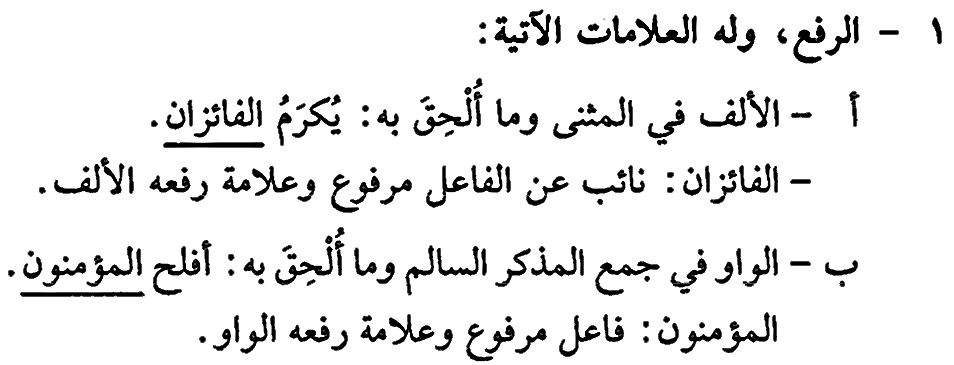 ١ – الرفع، وله العلامات الآتية:
أ – الألف في المثنى وما أُلْحِقَ به: يُكرَمُ الفائزان.
– الفائزان: نائب عن الفاعل مرفوع وعلامة رفعه الألف.
ب – الواو في جمع المذكر السالم وما أُلْحِقَ به: أفلح المؤمنون.
المؤمنون: فاعل مرفوع وعلامة رفعه الواو.